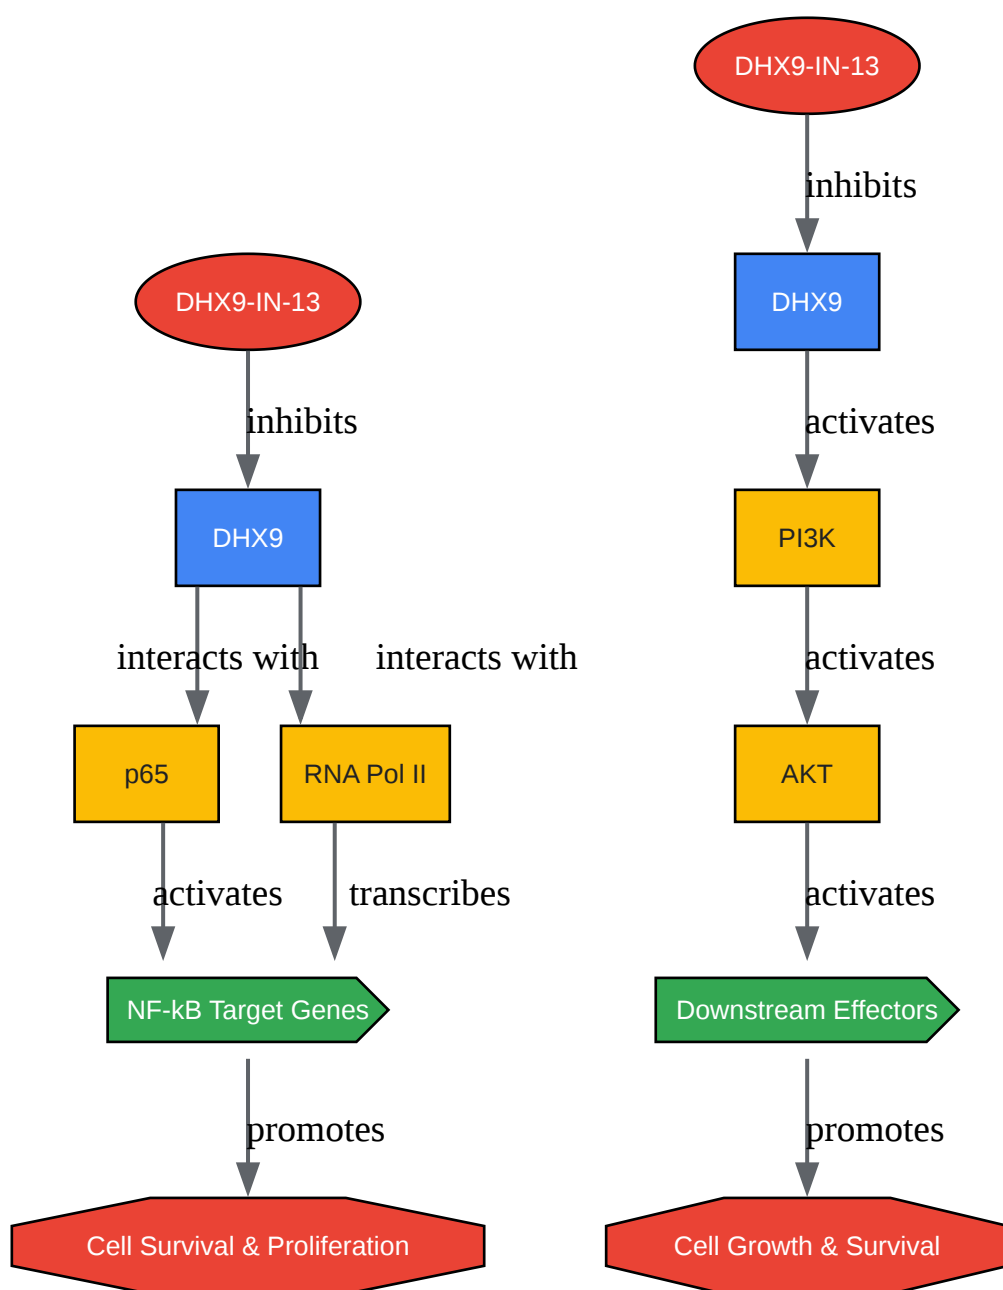 DHX9-IN-13
inhibits
DHX9
interacts with
interacts with
p65
RNA Pol II
activates
transcribes
NF-kB Target Genes
promotes
Cell Survival & Proliferation
DHX9-IN-13
inhibits
DHX9
activates
PI3K
activates
AKT
activates
Downstream Effectors
promotes
Cell Growth & Survival